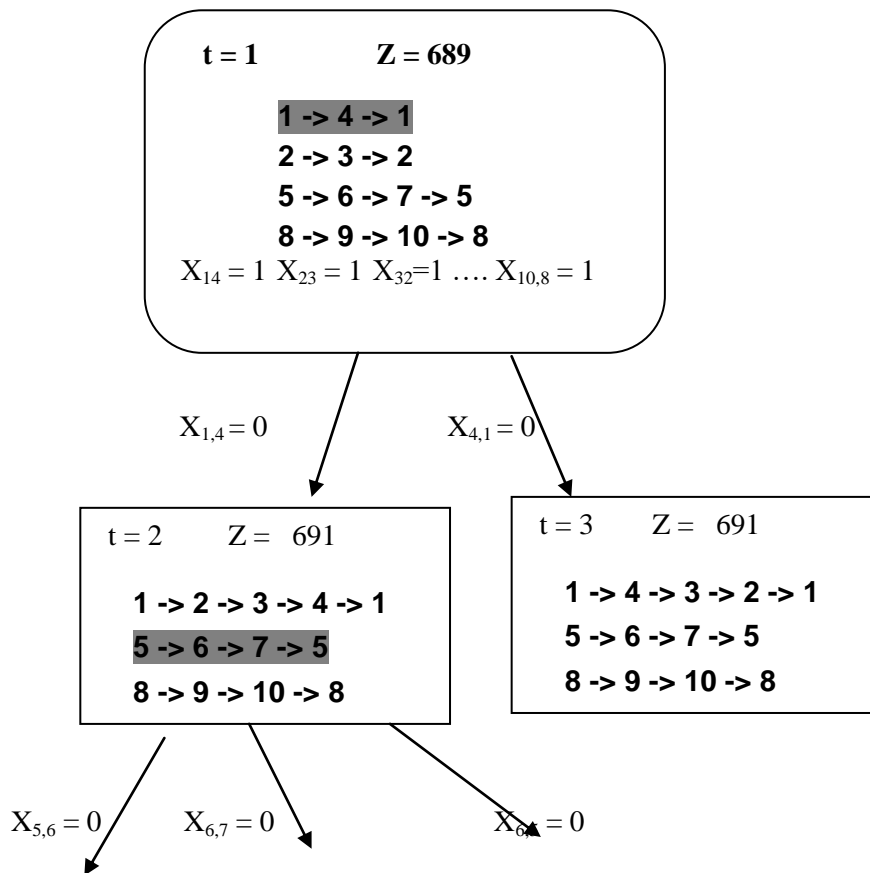 t = 1 Z = 689
1 -> 4 -> 1
2 -> 3 -> 2
5 -> 6 -> 7 -> 5
8 -> 9 -> 10 -> 8
X14 = 1 X23 = 1 X32=1 …. X10,8 = 1
X1,4 = 0 X4,1 = 0
t = 2 Z = 691
1 -> 2 -> 3 -> 4 -> 1
5 -> 6 -> 7 -> 5
8 -> 9 -> 10 -> 8
t = 3 Z = 691
1 -> 4 -> 3 -> 2 -> 1
5 -> 6 -> 7 -> 5
8 -> 9 -> 10 -> 8
X5,6 = 0 X6,7 = 0 = 0